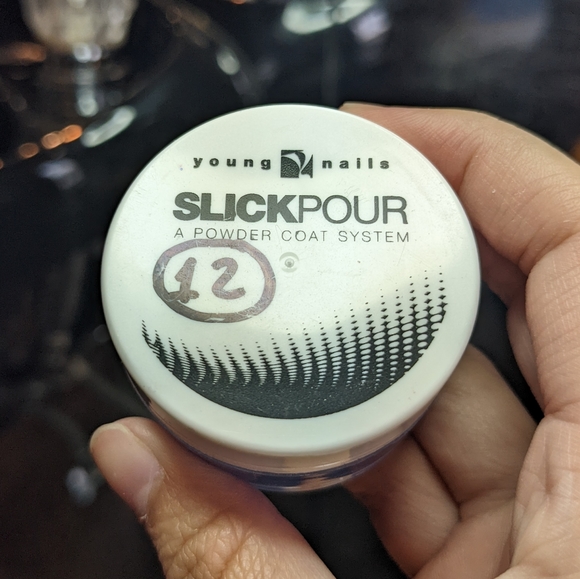 young nails
SLICKPOUR
A POWDER COAT SYSTEM
12